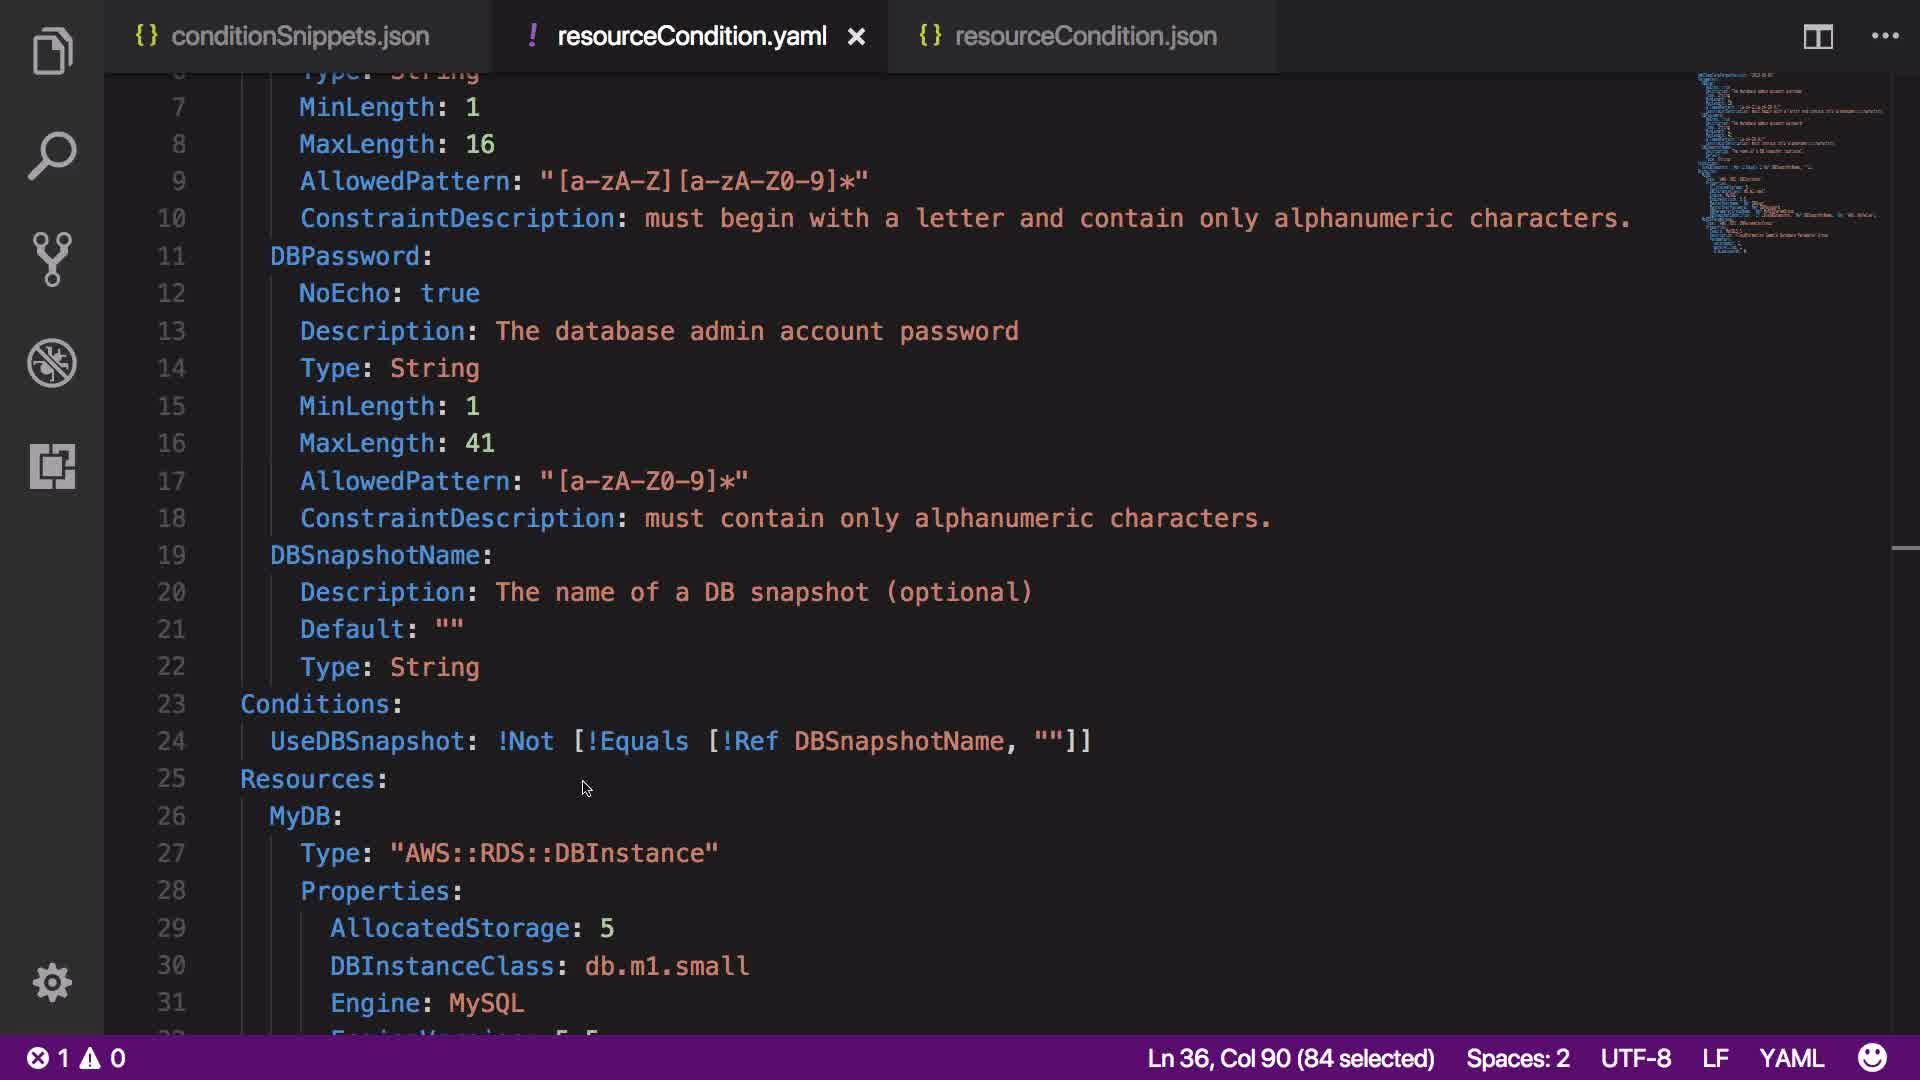 conditionSnippets.json
resourceCondition.yaml
resourceCondition.json
Type: String
7 MinLength: 1
8 MaxLength: 16
9 AllowedPattern: "[a-zA-Z][a-zA-Z0-9]*"
10 ConstraintDescription: must begin with a letter and contain only alphanumeric characters.
11 DBPassword:
12 NoEcho: true
13 Description: The database admin account password
14 Type: String
15 MinLength: 1
16 MaxLength: 41
17 AllowedPattern: "[a-zA-Z0-9]*"
18 ConstraintDescription: must contain only alphanumeric characters.
19 DBSnapshotName:
20 Description: The name of a DB snapshot (optional)
21 Default: ""
22 Type: String
23 Conditions:
24 UseDBSnapshot: !Not [!Equals [!Ref DBSnapshotName, ""]]
25 Resources:
26 MyDB:
27 Type: "AWS::RDS::DBInstance"
28 Properties:
29 AllocatedStorage: 5
30 DBInstanceClass: db.m1.small
31 Engine: MySQL
1 0 Ln 36, Col 90 (84 selected) Spaces: 2 UTF-8 LF YAML